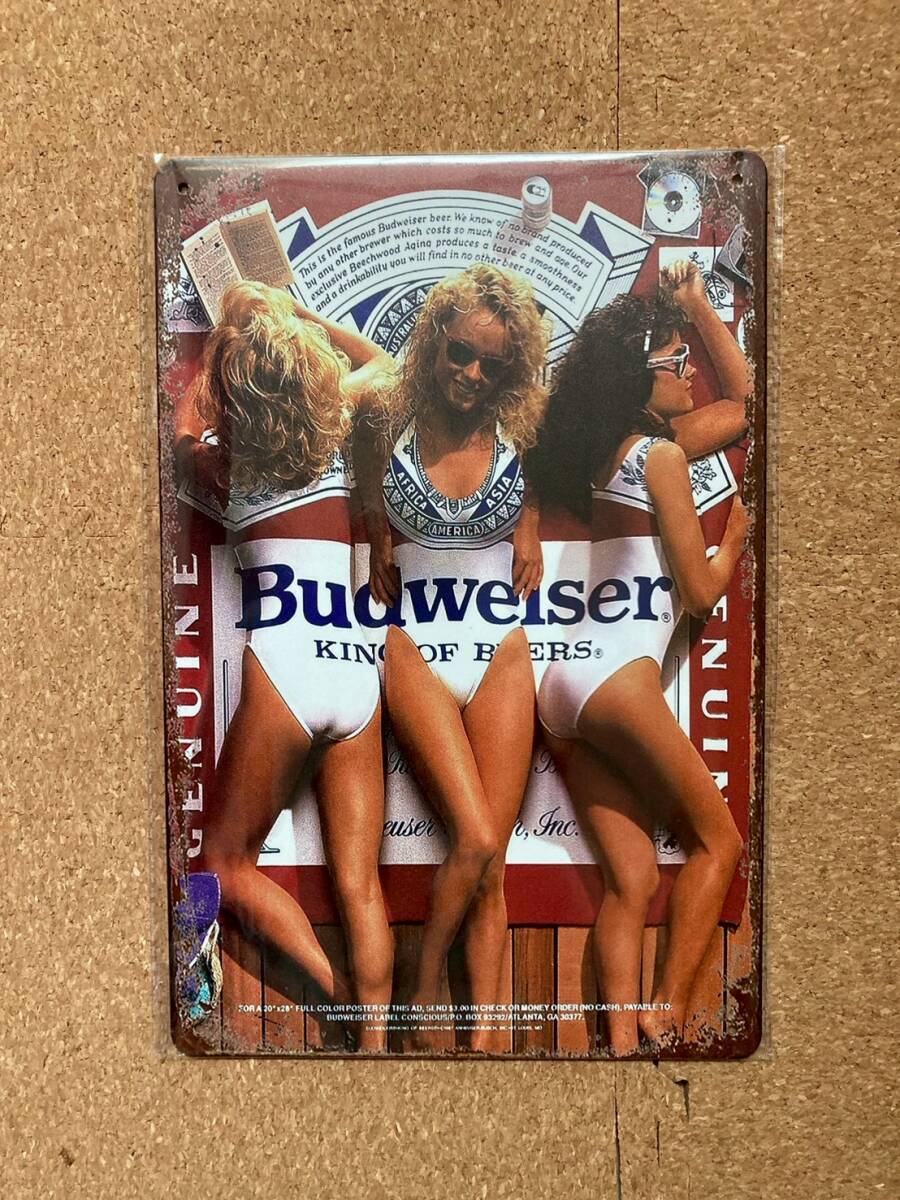 This is the famous Budweiser beer. We know of no brand produced
by any other brewer which costs so much to brew and age. Our
exclusive Beechwood Aging produces a taste, a smoothness
and a drinkability you will find in no other beer at any price.
AUSTRALIA
AFRICA
ASIA
AMERICA
Budweiser®
KING OF BEERS®
GENUINE
GENUIN
euser
n, Inc.
FOR A 20"x28" FULL COLOR POSTER OF THIS AD, SEND $3.00 IN CHECK OR MONEY ORDER (NO CASH), PAYABLE TO:
BUDWEISER LABEL CONSCIOUS/P.O. BOX 93292/ATLANTA, GA 30377.